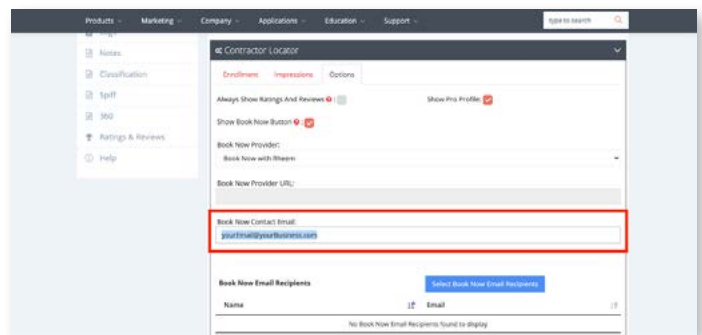 Products Marketing Company Applications Education Support type to search
Notes
Classification
Spiff
360
Ratings & Reviews
Help
Contractor Locator
Enrollment Impressions Options
Always Show Ratings And Reviews : Show Pro Profile:
Show Book Now Button :
Book Now Provider:
Book Now with Rheem
Book Now Provider URL:
Book Now Contact Email:
yourEmail@yourBusiness.com
Book Now Email Recipients Select Book Now Email Recipients
Name Email
No Book Now Email Recipients found to display